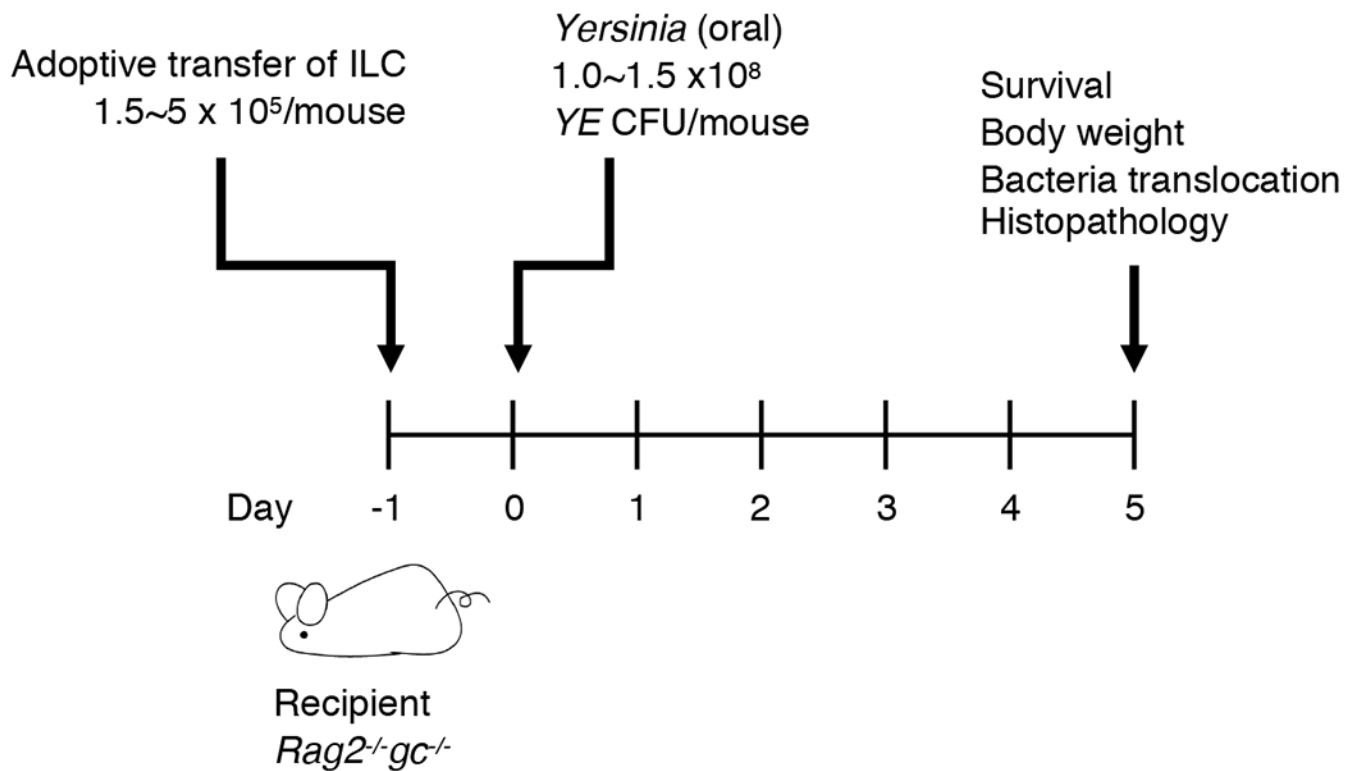 Adoptive transfer of ILC
1.5~5 x 10⁵/mouse
Yersinia (oral)
1.0~1.5 x10⁸
YE CFU/mouse
Survival
Body weight
Bacteria translocation
Histopathology
Day -1 0 1 2 3 4 5
Recipient
Rag2⁻/⁻gc⁻/⁻